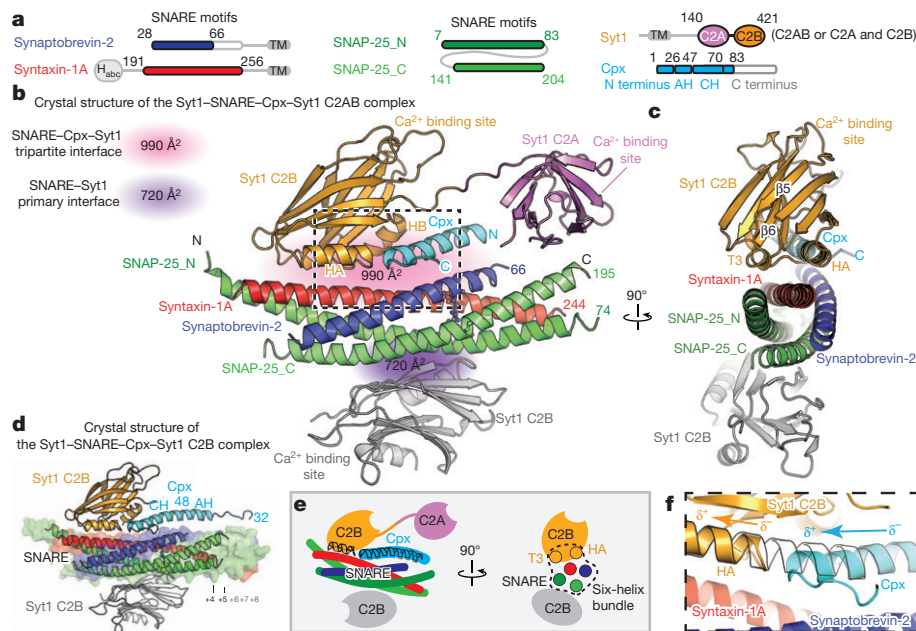 a
SNARE motifs
28 66
Synaptobrevin-2 TM
191 256
Syntaxin-1A Habc TM
SNARE motifs
7 83
SNAP-25_N
SNAP-25_C
141 204
140 421
Syt1 TM C2A C2B (C2AB or C2A and C2B)
Cpx 1 26 47 70 83
N terminus AH CH C terminus
b Crystal structure of the Syt1–SNARE–Cpx–Syt1 C2AB complex
SNARE–Cpx–Syt1
tripartite interface
990 Å²
SNARE–Syt1
primary interface
720 Å²
Ca²⁺ binding site
Syt1 C2B
Syt1 C2A
Ca²⁺ binding
site
HB
Cpx
N
HA
C
990 Å²
N
SNAP-25_N
Syntaxin-1A
Synaptobrevin-2
SNAP-25_C
66
C
195
244
74
720 Å²
Syt1 C2B
Ca²⁺ binding
site
90°
c
Ca²⁺ binding
site
Syt1 C2B
β5
β6
Cpx
C
T3
HA
Syntaxin-1A
SNAP-25_N
SNAP-25_C
Synaptobrevin-2
Syt1 C2B
d Crystal structure of
the Syt1–SNARE–Cpx–Syt1 C2B complex
Syt1 C2B
Cpx
CH 48 AH
32
SNARE
Syt1 C2B
+4 +5 +6 +7 +8
e
C2B C2A
Cpx
SNARE
C2B
90°
C2B
T3 HA
SNARE
Six-helix
bundle
C2B
f
Syt1 C2B
δ⁺ δ⁻
δ⁺ δ⁻
HA
Cpx
Syntaxin-1A
Synaptobrevin-2